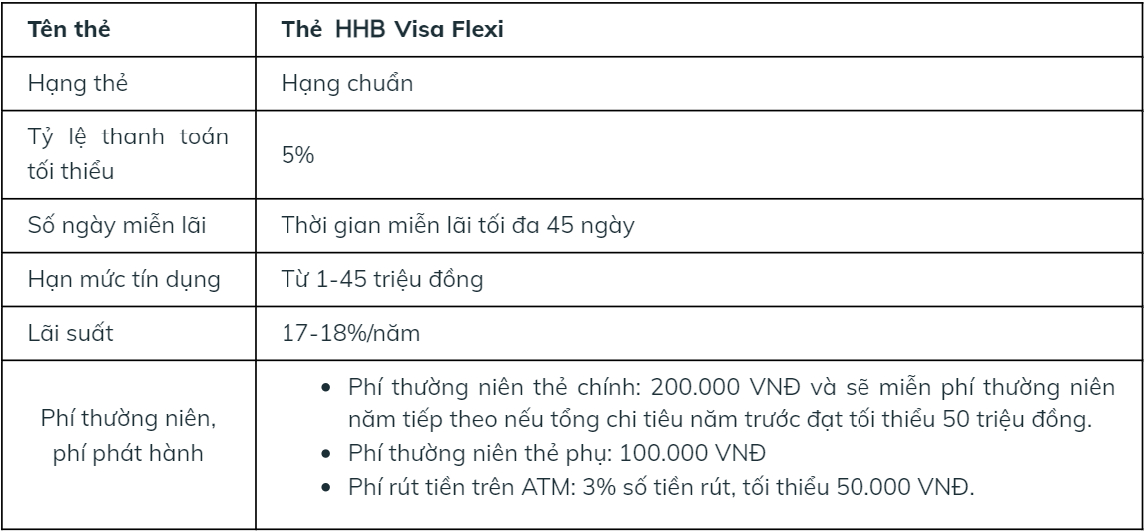 Tên thẻ
Thẻ HHB Visa Flexi
Hạng thẻ
Hạng chuẩn
Tỷ lệ thanh toán
tối thiểu
5%
Số ngày miễn lãi
Thời gian miễn lãi tối đa 45 ngày
Hạn mức tín dụng
Từ 1-45 triệu đồng
Lãi suất
17-18%/năm
Phí thường niên,
phí phát hành
• Phí thường niên thẻ chính: 200.000 VNĐ và sẽ miễn phí thường niên
năm tiếp theo nếu tổng chi tiêu năm trước đạt tối thiểu 50 triệu đồng.
• Phí thường niên thẻ phụ: 100.000 VNĐ
• Phí rút tiền trên ATM: 3% số tiền rút, tối thiểu 50.000 VNĐ.